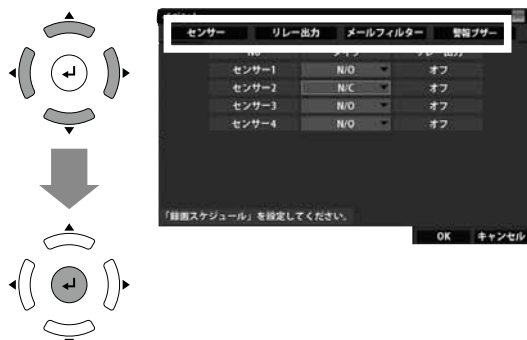 センサー リレー出力 メールフィルター 警報ブザー
センサー1 N/O オフ
センサー2 N/C オフ
センサー3 N/O オフ
センサー4 N/O オフ
「録画スケジュール」を設定してください。
OK キャンセル